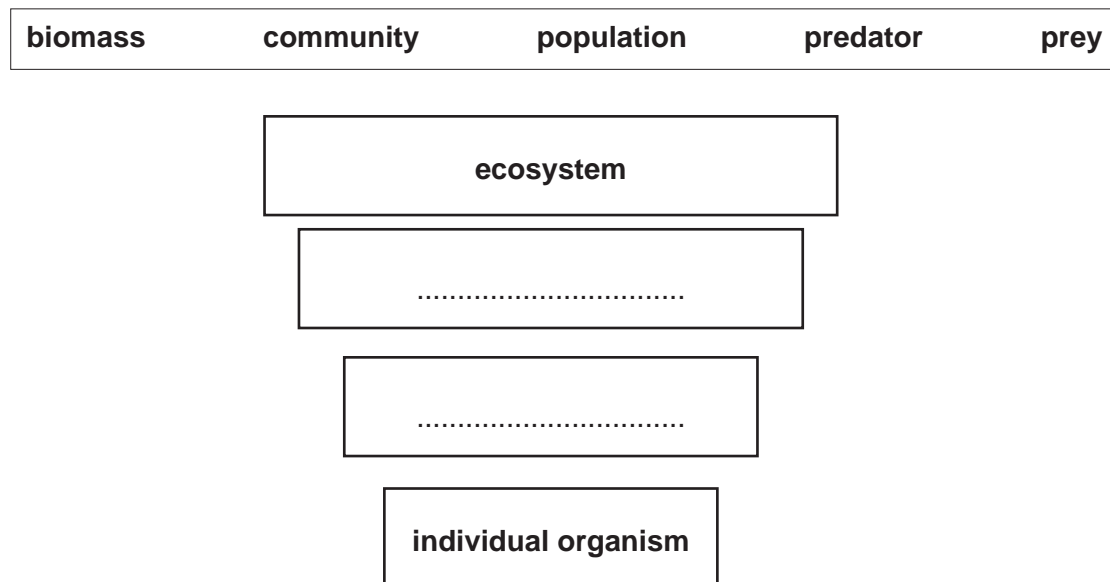 biomass community population predator prey
ecosystem
.................................
.................................
individual organism